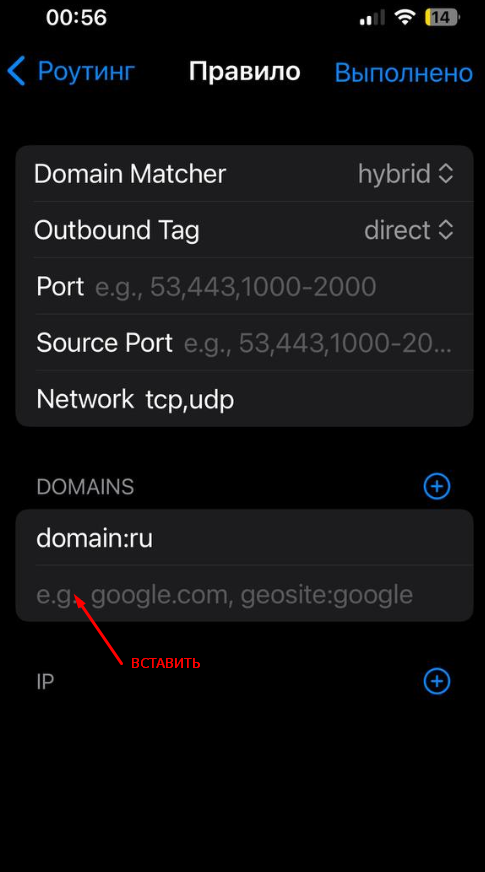 00:56 14
Роутинг Правило Выполнено
Domain Matcher hybrid
Outbound Tag direct
Port e.g., 53,443,1000-2000
Source Port e.g., 53,443,1000-20...
Network tcp,udp
DOMAINS
domain:ru
e.g., google.com, geosite:google
ВСТАВИТЬ
IP